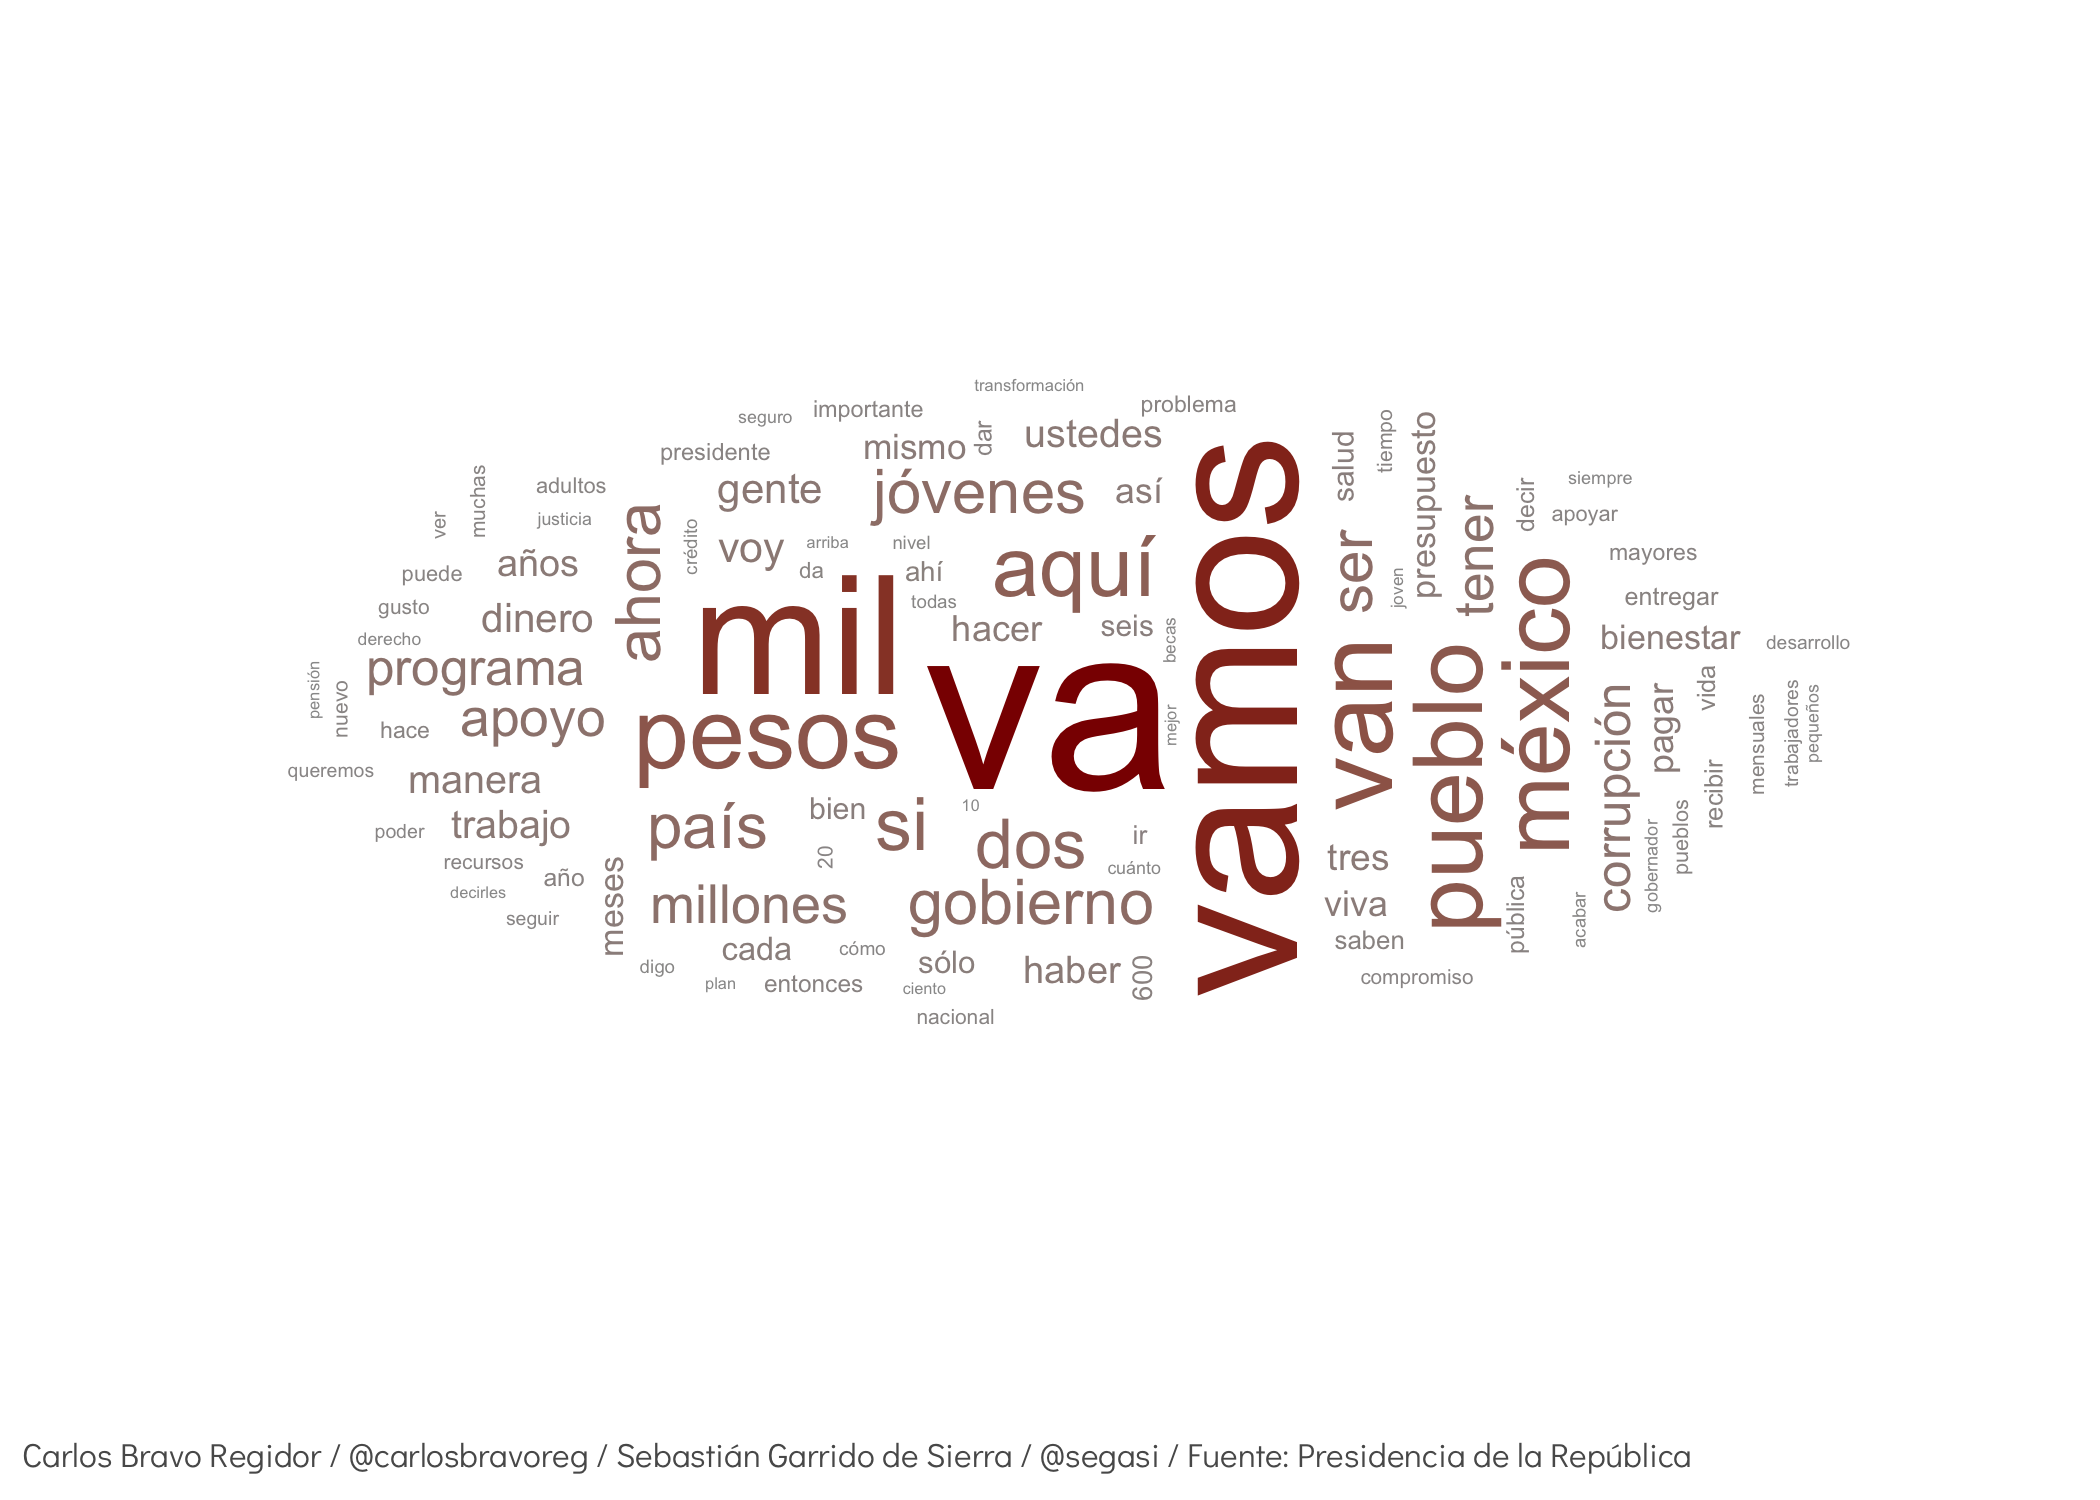 transformación
problema
importante
seguro
ustedes
dar
mismo
presidente
tiempo
salud
presupuesto
siempre
decir
apoyar
muchas
adultos
gente
jóvenes
así
justicia
ver
ahora
crédito
voy
arriba
nivel
aquí
vamos
ser
tener
mayores
años
puede
da
ahí
joven
méxico
entregar
gusto
dinero
mil
todas
hacer
seis
becas
van
pueblo
bienestar
desarrollo
derecho
programa
pensión
nuevo
hace
apoyo
pesos
va
mejor
corrupción
pagar
vida
mensuales
trabajadores
pequeños
queremos
manera
recibir
pueblos
gobernador
poder
trabajo
país
bien
si
10
dos
ir
tres
recursos
20
cuánto
decirles
año
meses
millones
gobierno
viva
pública
acabar
seguir
cada
cómo
sólo
haber
600
saben
digo
plan
entonces
ciento
compromiso
nacional
Carlos Bravo Regidor / @carlosbravoreg / Sebastián Garrido de Sierra / @segasi / Fuente: Presidencia de la República